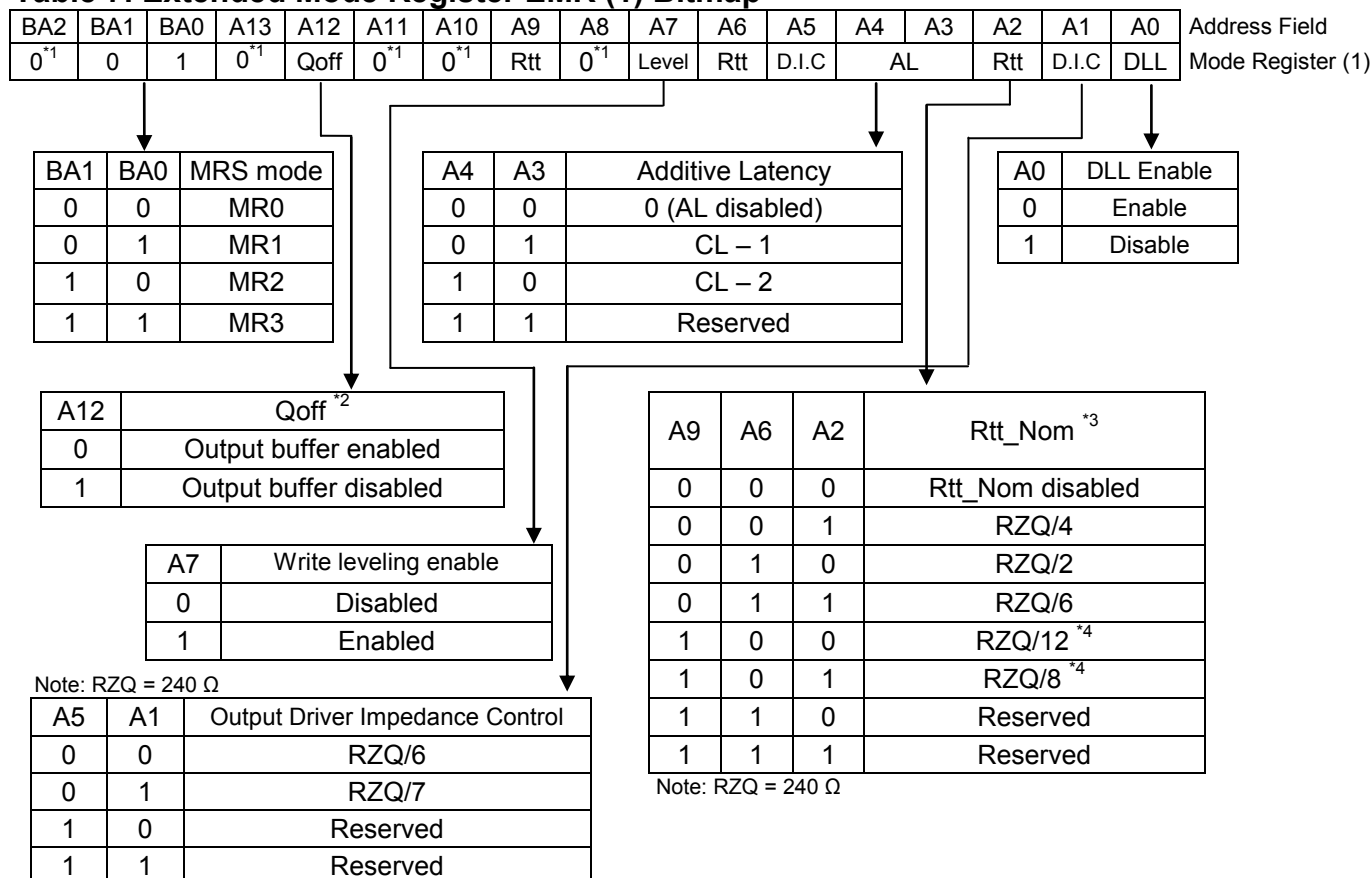 BA2 BA1 BA0 A13 A12 A11 A10 A9 A8 A7 A6 A5 A4 A3 A2 A1 A0 Address Field
0*1 0 1 0*1 Qoff 0*1 0*1 Rtt 0*1 Level Rtt D.I.C AL Rtt D.I.C DLL Mode Register (1)
BA1 BA0 MRS mode
0 0 MR0
0 1 MR1
1 0 MR2
1 1 MR3
A4 A3 Additive Latency
0 0 0 (AL disabled)
0 1 CL – 1
1 0 CL – 2
1 1 Reserved
A0 DLL Enable
0 Enable
1 Disable
A12 Qoff *2
0 Output buffer enabled
1 Output buffer disabled
A7 Write leveling enable
0 Disabled
1 Enabled
Note: RZQ = 240 Ω
A5 A1 Output Driver Impedance Control
0 0 RZQ/6
0 1 RZQ/7
1 0 Reserved
1 1 Reserved
A9 A6 A2 Rtt_Nom *3
0 0 0 Rtt_Nom disabled
0 0 1 RZQ/4
0 1 0 RZQ/2
0 1 1 RZQ/6
1 0 0 RZQ/12 *4
1 0 1 RZQ/8 *4
1 1 0 Reserved
1 1 1 Reserved
Note: RZQ = 240 Ω